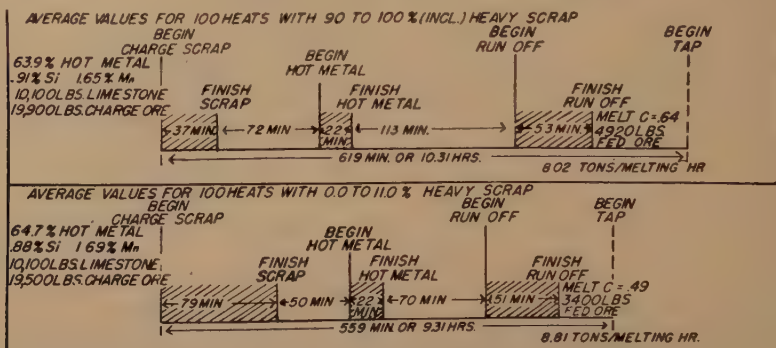 AVERAGE VALUES FOR 100 HEATS WITH 90 TO 100% (INCL.) HEAVY SCRAP
BEGIN
CHARGE SCRAP
BEGIN
HOT METAL
BEGIN
RUN OFF
BEGIN
TAP
63.9% HOT METAL
.91% Si 1.65% Mn
10,100 LBS. LIMESTONE
19,900 LBS. CHARGE ORE
FINISH
SCRAP
FINISH
HOT METAL
FINISH
RUN OFF
MELT C=.64
4920 LBS
FED ORE
37 MIN.
72 MIN
22
MIN
113 MIN.
53 MIN
619 MIN. OR 10.31 HRS.
8.02 TONS/MELTING HR
AVERAGE VALUES FOR 100 HEATS WITH 0.0 TO 11.0 % HEAVY SCRAP
BEGIN
CHARGE SCRAP
BEGIN
HOT METAL
BEGIN
RUN OFF
BEGIN
TAP
64.7% HOT METAL
.88% Si 1.69% Mn
10,100 LBS. LIMESTONE
19,500 LBS. CHARGE ORE
FINISH
SCRAP
FINISH
HOT METAL
FINISH
RUN OFF
MELT C = .49
3400 LBS
FED ORE
79 MIN
50 MIN
22
MIN
70 MIN
51 MIN
559 MIN. OR 9.31 HRS.
8.81 TONS/MELTING HR.